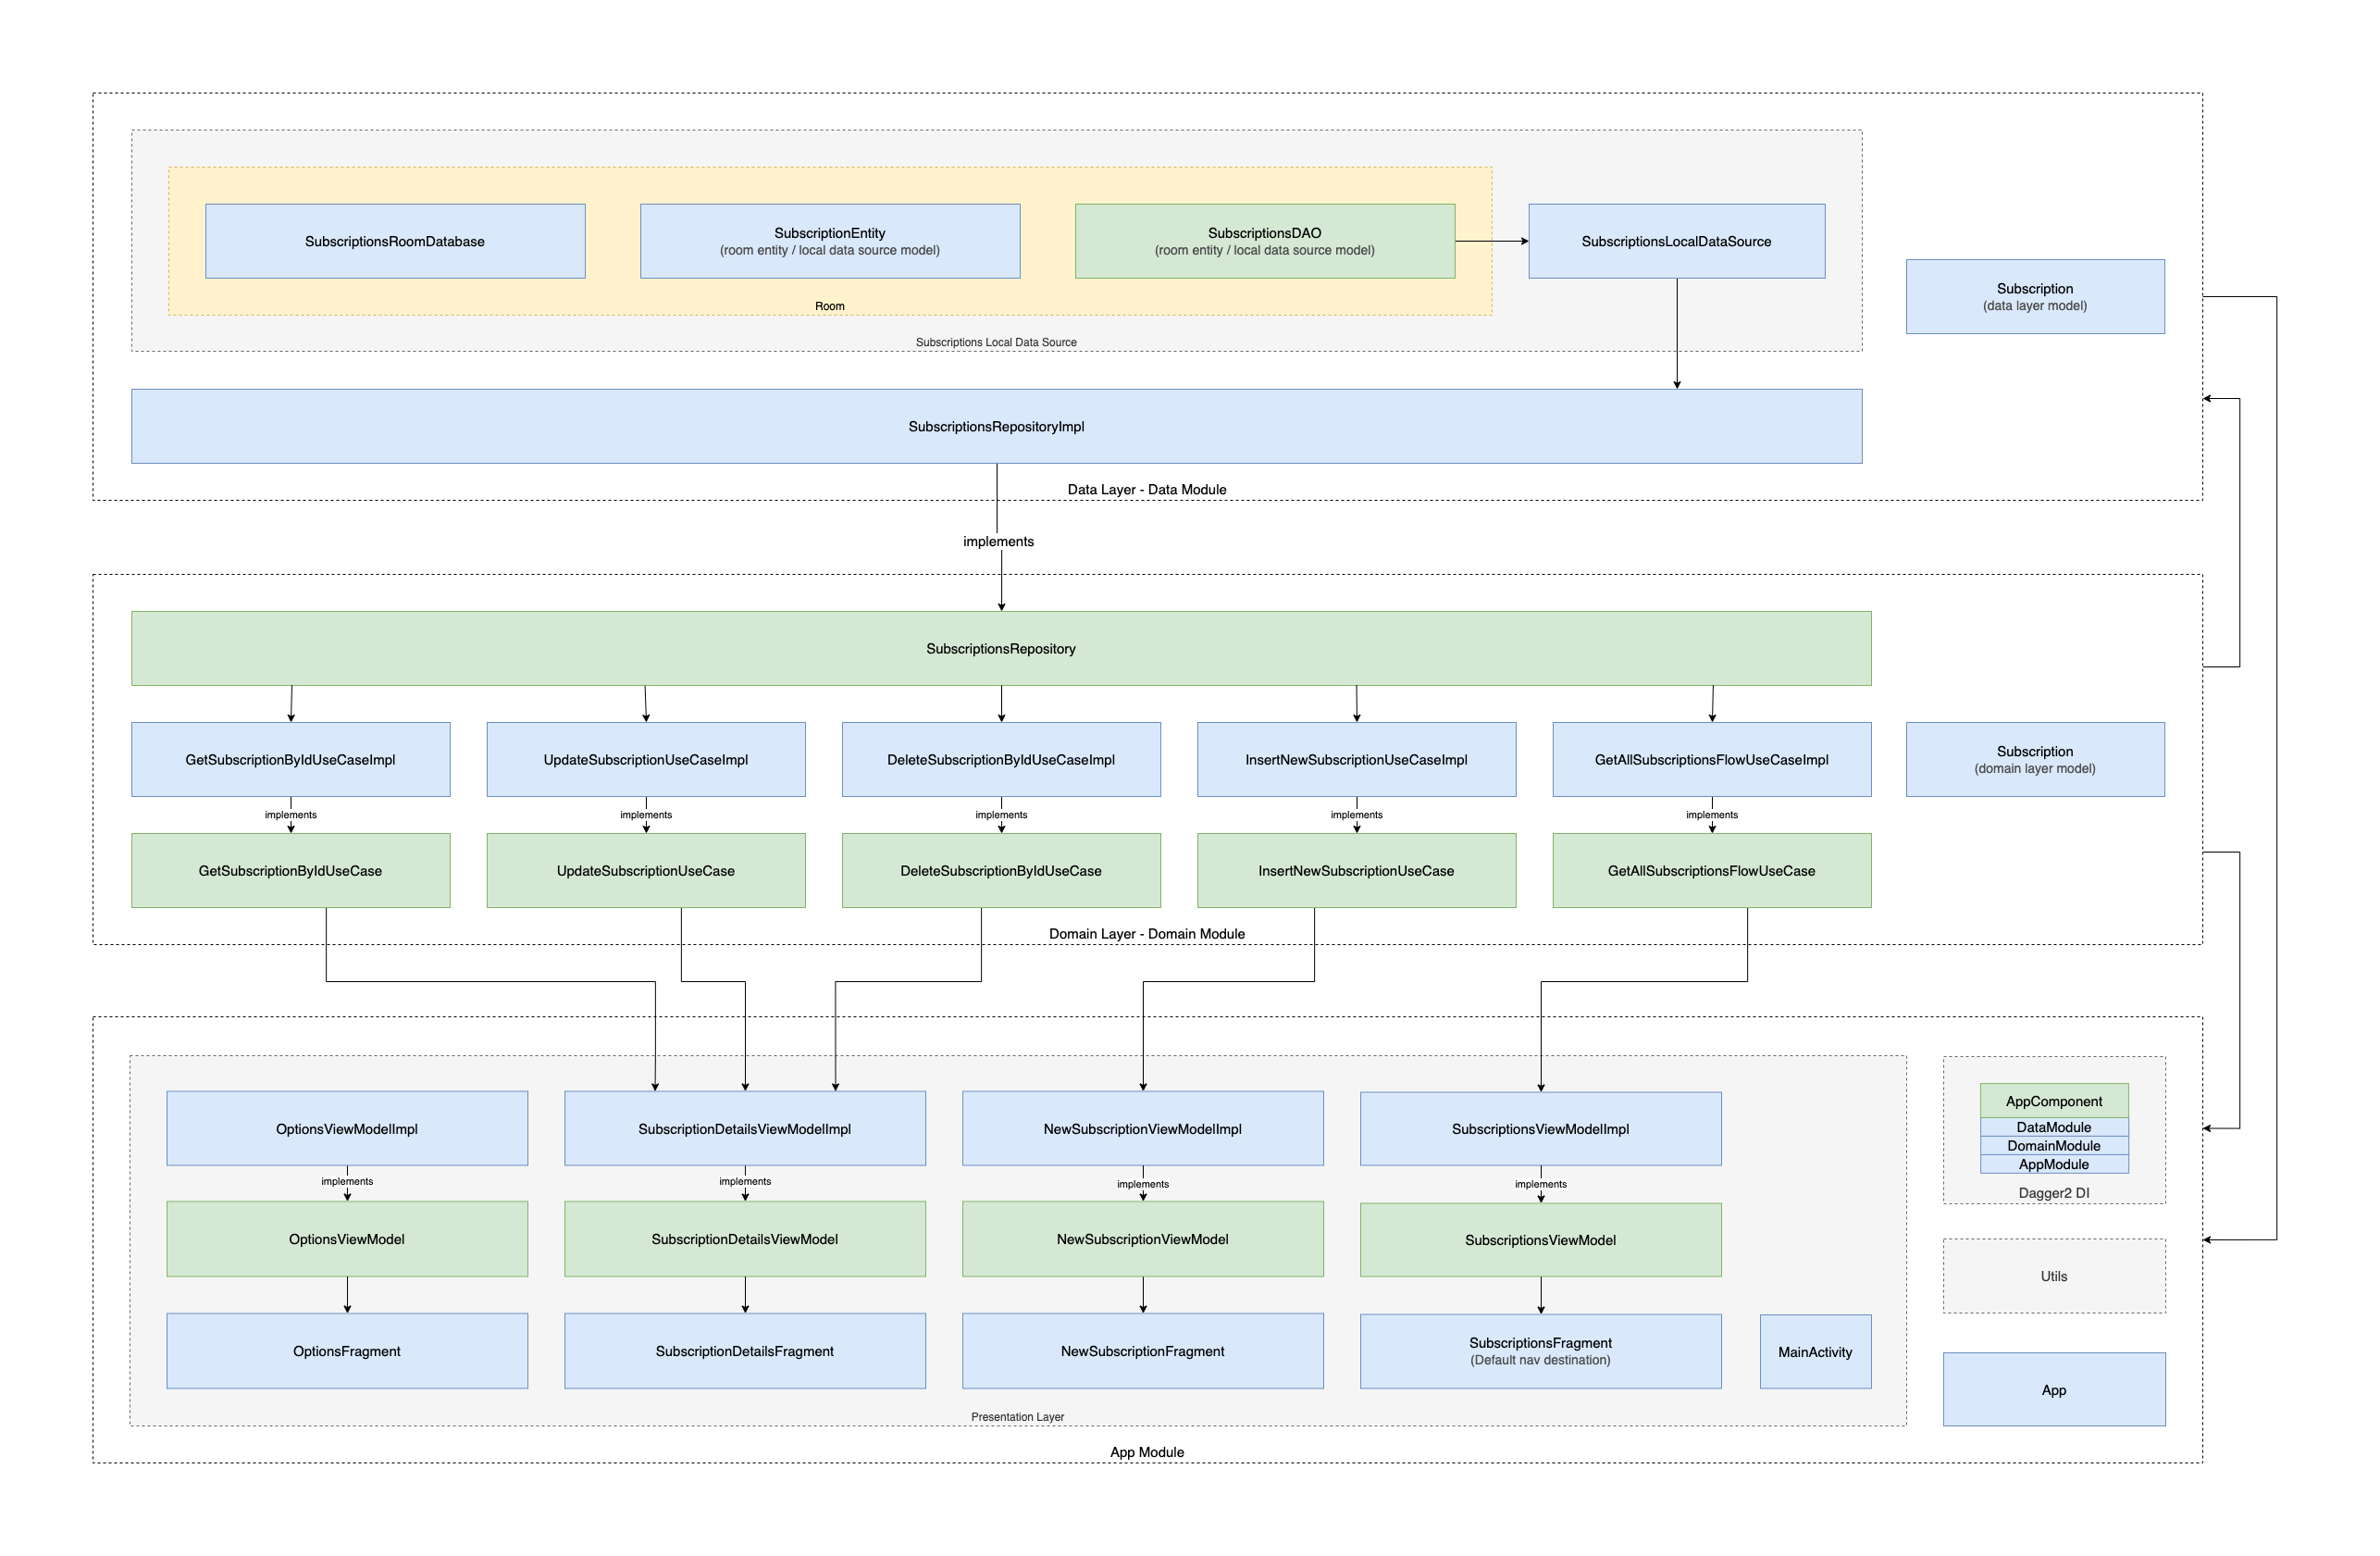 SubscriptionsRoomDatabase
SubscriptionEntity
(room entity / local data source model)
SubscriptionsDAO
(room entity / local data source model)
SubscriptionsLocalDataSource
Room
Subscriptions Local Data Source
Subscription
(data layer model)
SubscriptionsRepositoryImpl
Data Layer - Data Module
implements
SubscriptionsRepository
GetSubscriptionByIdUseCaseImpl
UpdateSubscriptionUseCaseImpl
DeleteSubscriptionByIdUseCaseImpl
InsertNewSubscriptionUseCaseImpl
GetAllSubscriptionsFlowUseCaseImpl
Subscription
(domain layer model)
implements
implements
implements
implements
implements
GetSubscriptionByIdUseCase
UpdateSubscriptionUseCase
DeleteSubscriptionByIdUseCase
InsertNewSubscriptionUseCase
GetAllSubscriptionsFlowUseCase
Domain Layer - Domain Module
OptionsViewModelImpl
SubscriptionDetailsViewModelImpl
NewSubscriptionViewModelImpl
SubscriptionsViewModelImpl
implements
implements
implements
implements
OptionsViewModel
SubscriptionDetailsViewModel
NewSubscriptionViewModel
SubscriptionsViewModel
OptionsFragment
SubscriptionDetailsFragment
NewSubscriptionFragment
SubscriptionsFragment
(Default nav destination)
MainActivity
Presentation Layer
AppComponent
DataModule
DomainModule
AppModule
Dagger2 DI
Utils
App
App Module